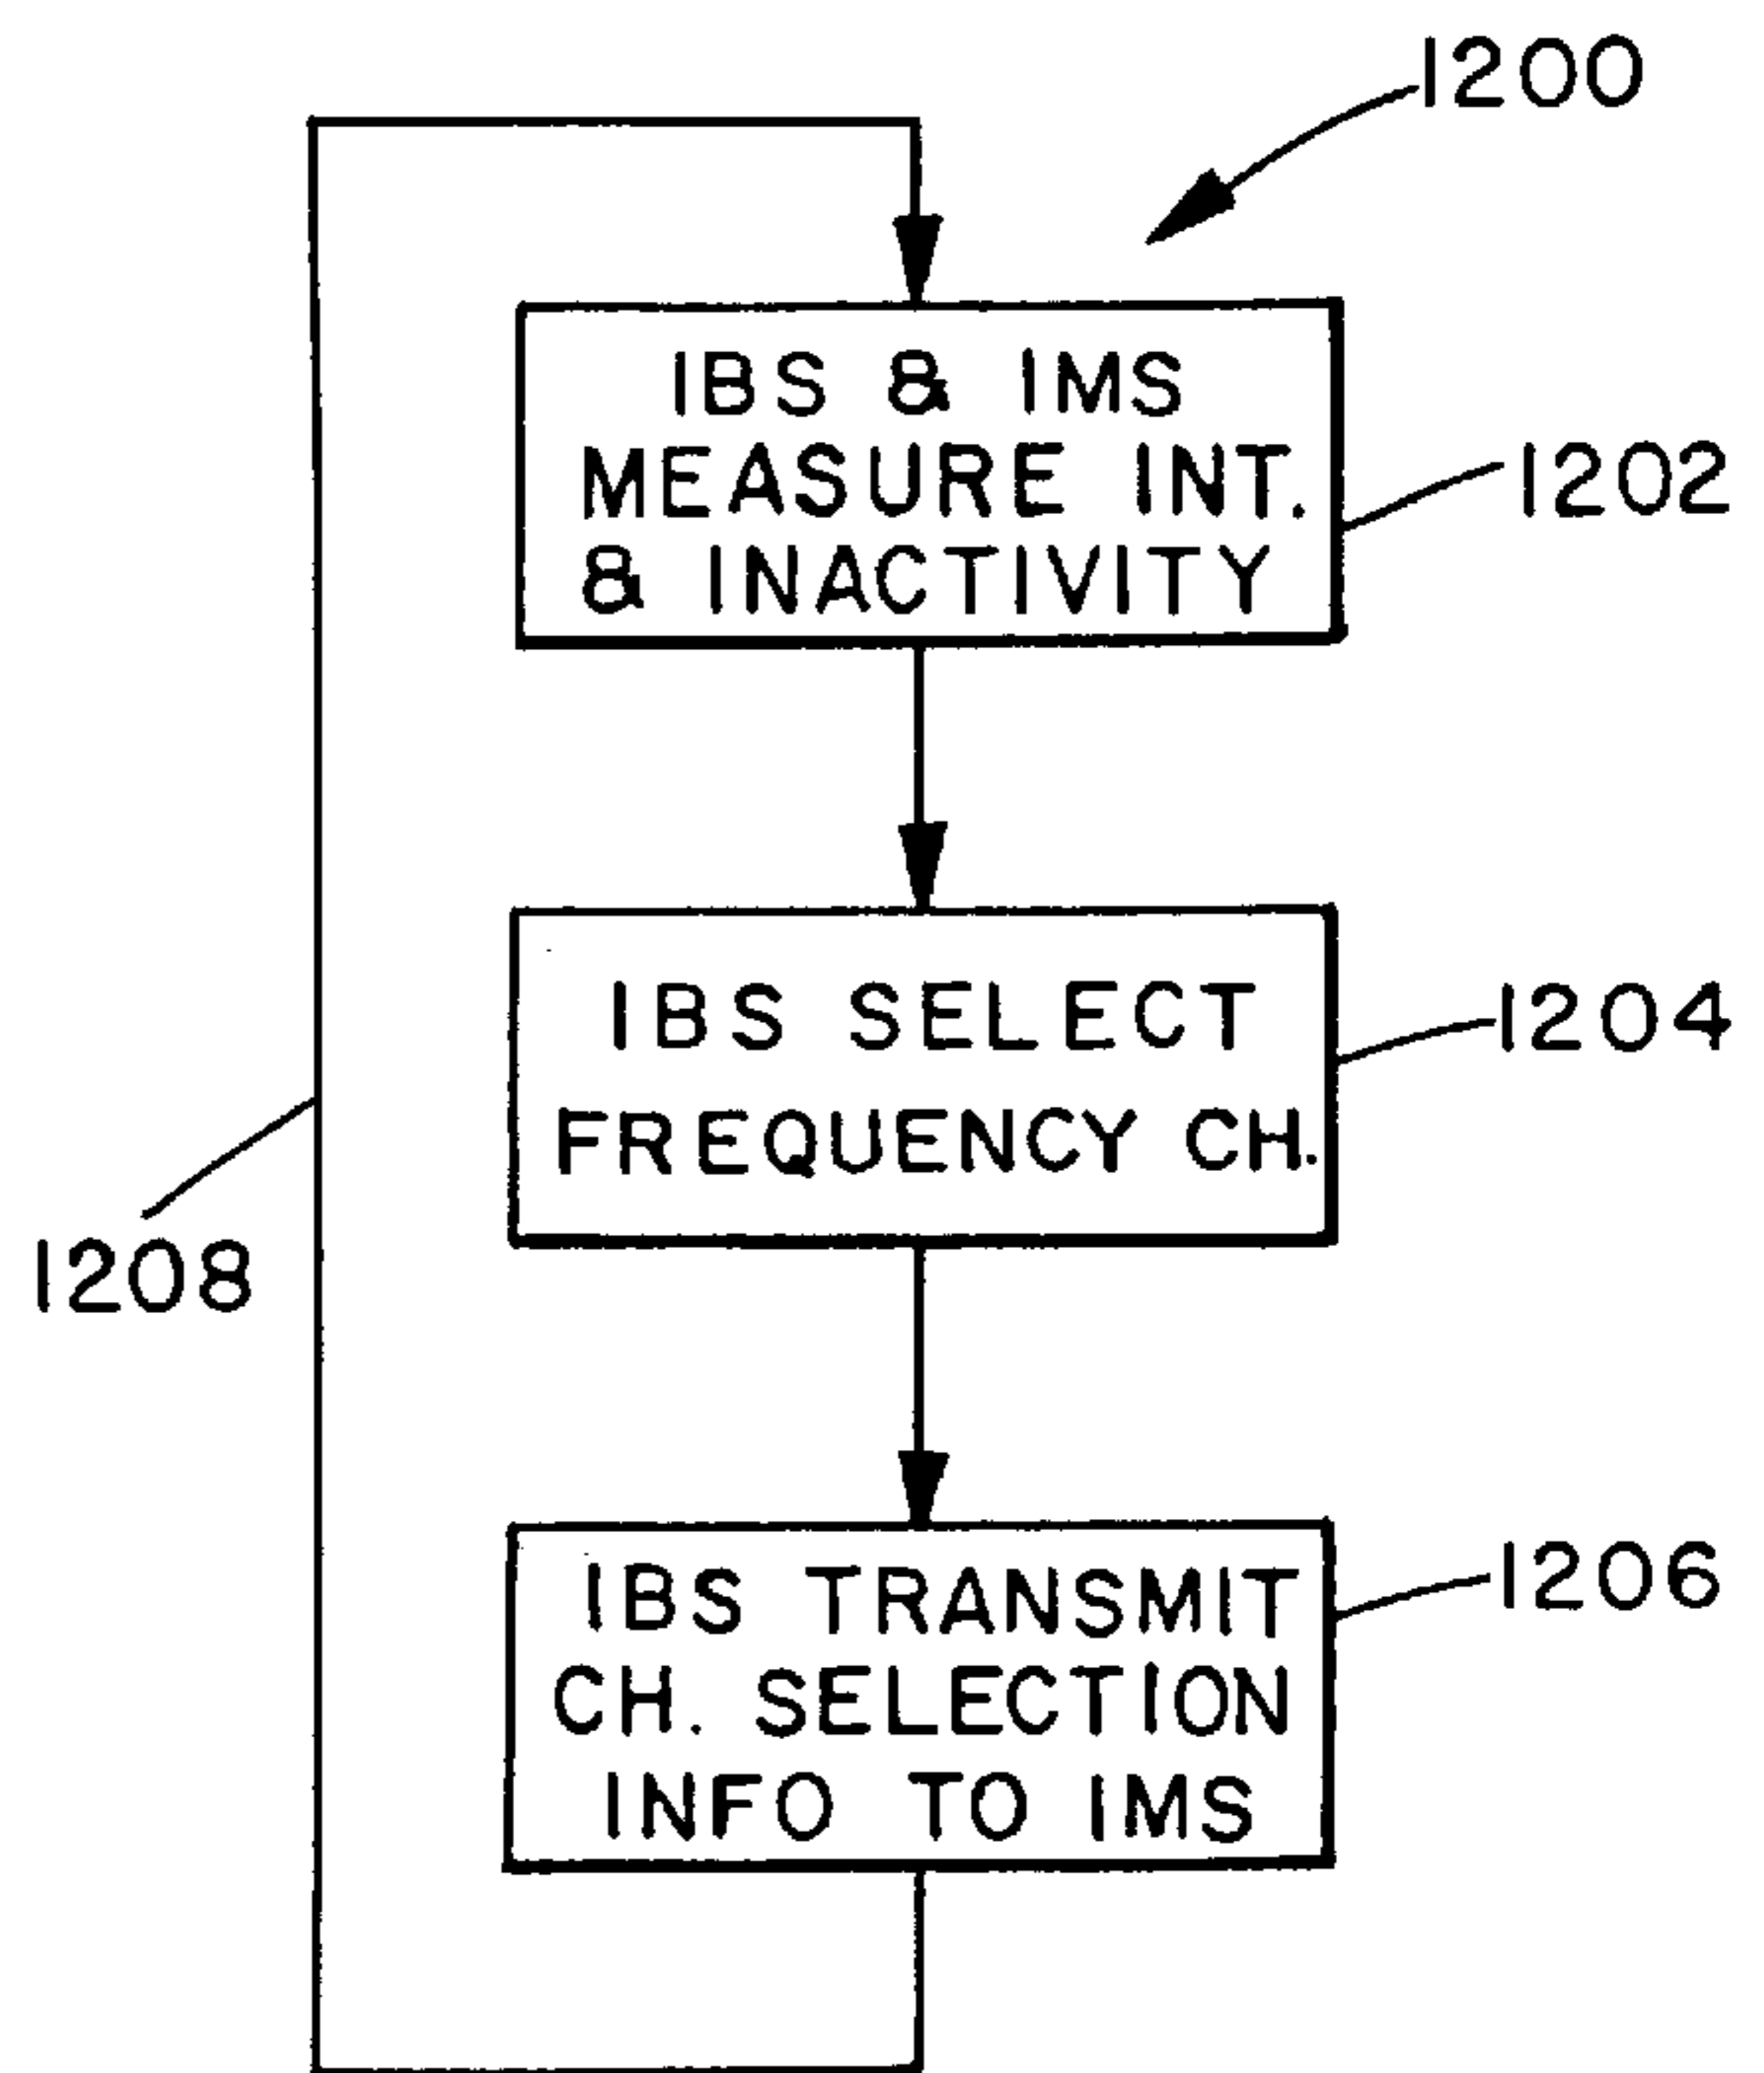 1200
IBS & IMS
MEASURE INT.
& INACTIVITY
1202
IBS SELECT
FREQUENCY CH.
1204
1208
IBS TRANSMIT
CH. SELECTION
INFO TO IMS
1206